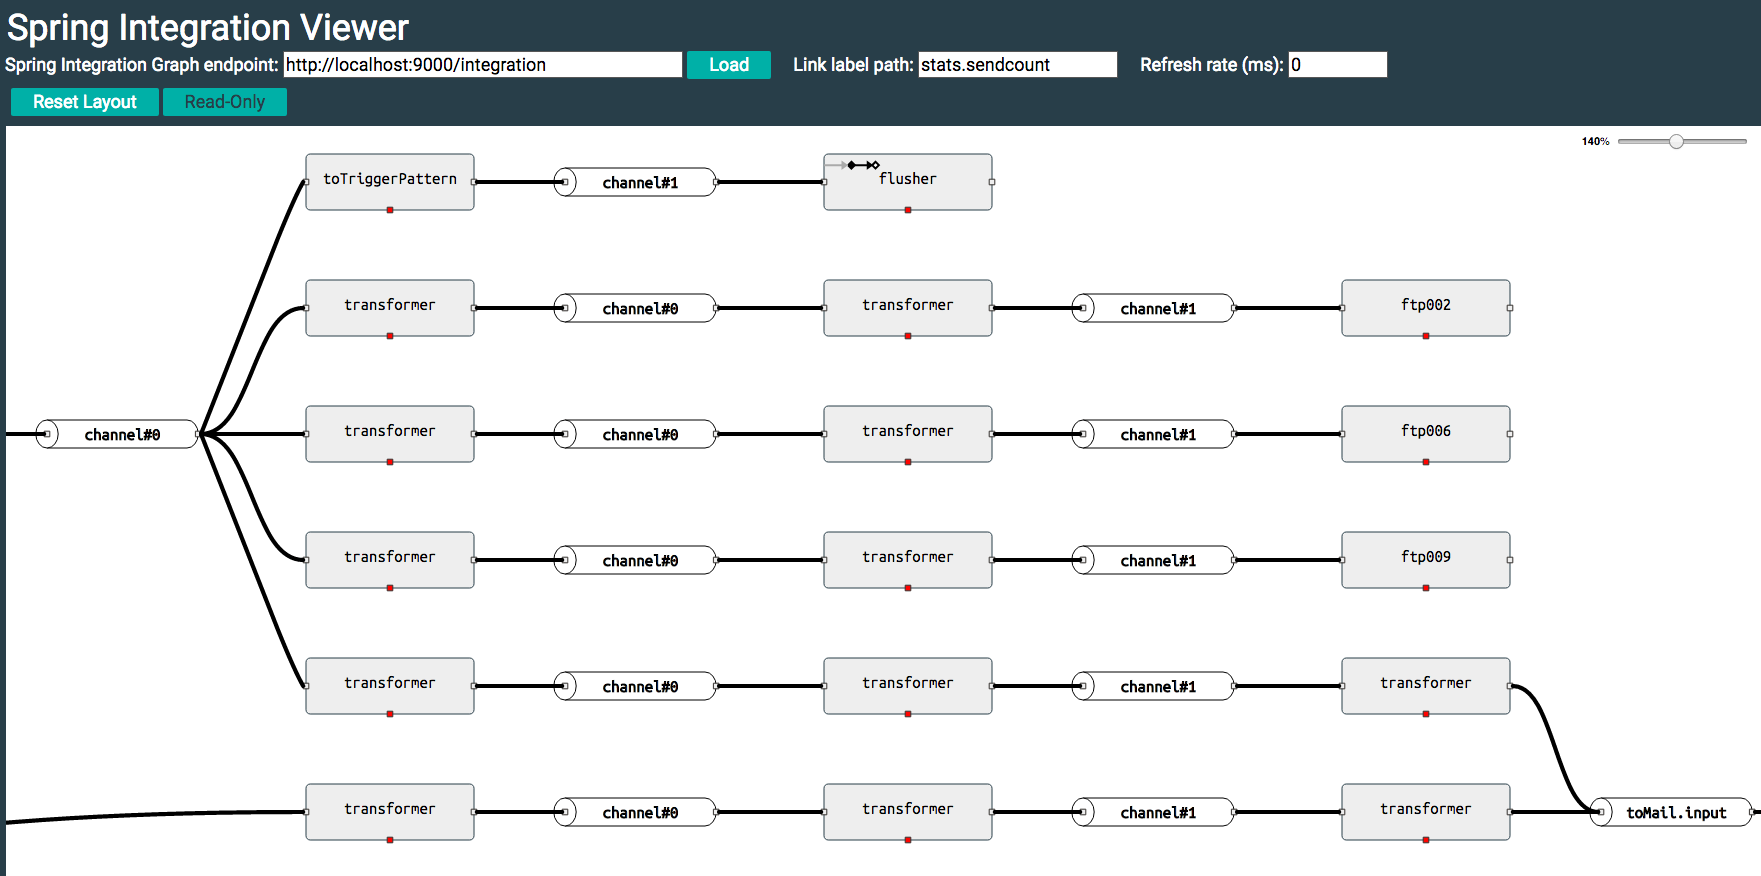 Spring Integration Viewer
Spring Integration Graph endpoint: http://localhost:9000/integration Load Link label path: stats.sendcount Refresh rate (ms): 0
Reset Layout Read-Only
140%
toTriggerPattern channel#1 flusher
transformer channel#0 transformer channel#1 ftp002
channel#0 transformer channel#0 transformer channel#1 ftp006
transformer channel#0 transformer channel#1 ftp009
transformer channel#0 transformer channel#1 transformer
transformer channel#0 transformer channel#1 transformer toMail.input